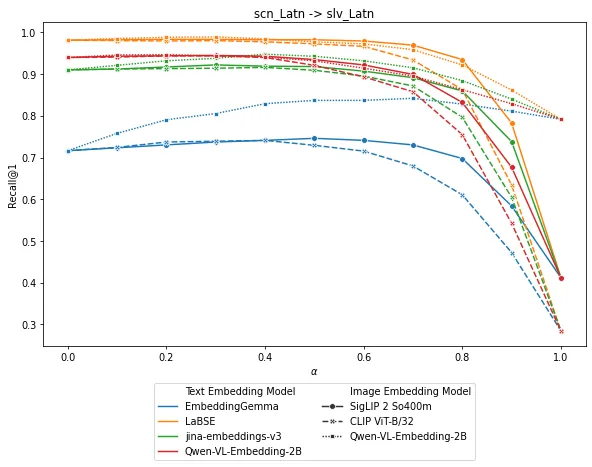 scn_Latn -> slv_Latn
Recall@1
1.0
0.9
0.8
0.7
0.6
0.5
0.4
0.3
0.0 0.2 0.4 0.6 0.8 1.0
α
Text Embedding Model
EmbeddingGemma
LaBSE
jina-embeddings-v3
Qwen-VL-Embedding-2B
Image Embedding Model
SigLIP 2 So400m
CLIP ViT-B/32
Qwen-VL-Embedding-2B